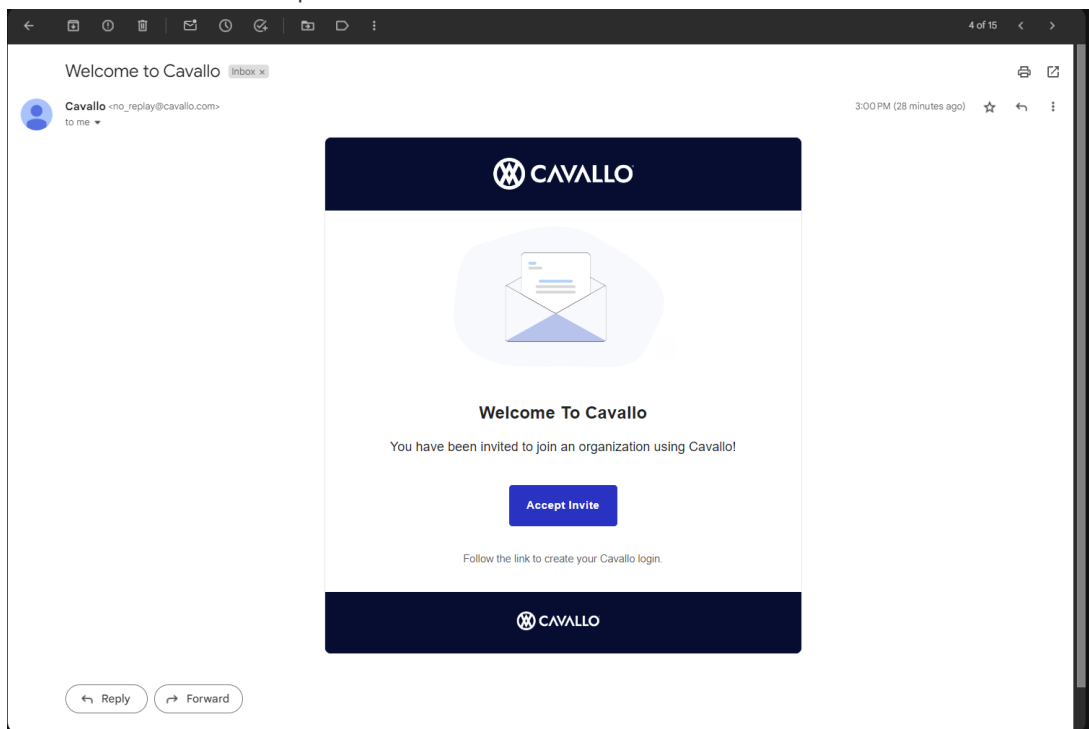 4 of 15
Welcome to Cavallo Inbox ×
Cavallo <no_replay@cavallo.com>
3:00 PM (28 minutes ago)
to me
CAVALLO
Welcome To Cavallo
You have been invited to join an organization using Cavallo!
Accept Invite
Follow the link to create your Cavallo login.
CAVALLO
Reply
Forward